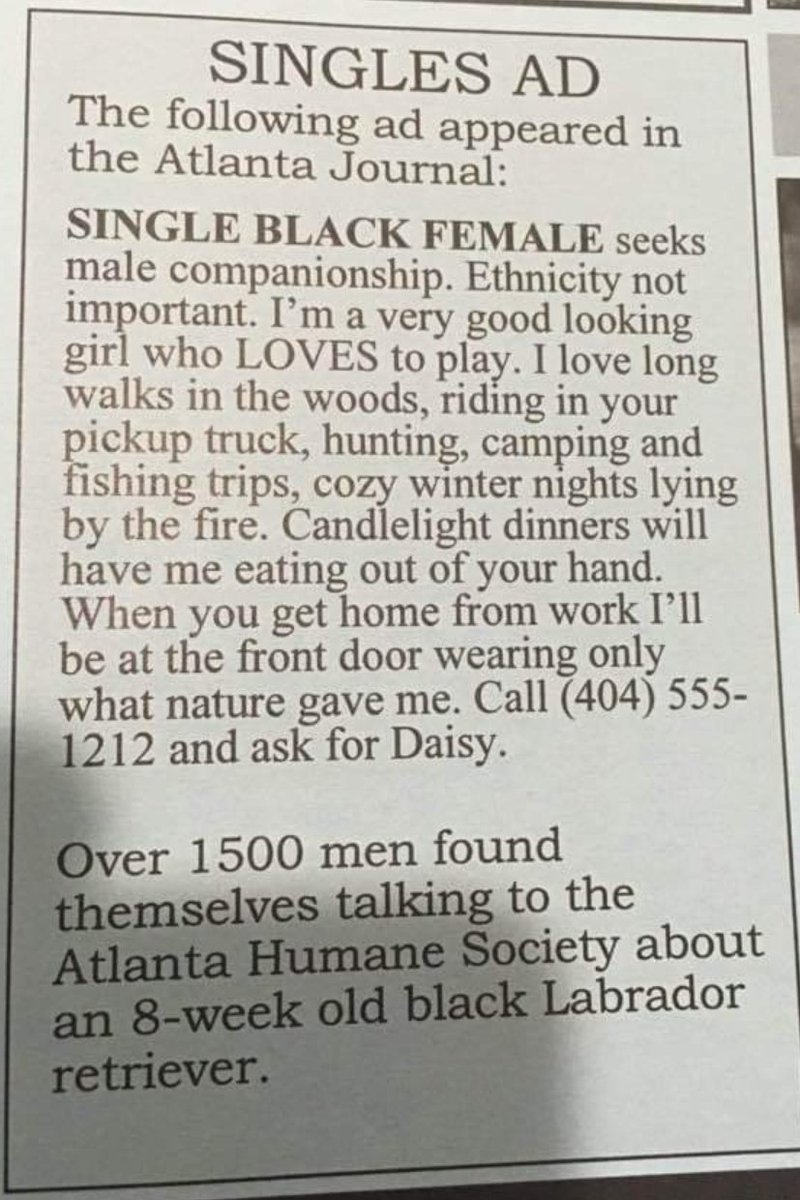 SINGLES AD
The following ad appeared in
the Atlanta Journal:
SINGLE BLACK FEMALE seeks
male companionship. Ethnicity not
important. I'm a very good looking
girl who LOVES to play. I love long
walks in the woods, riding in your
pickup truck, hunting, camping and
fishing trips, cozy winter nights lying
by the fire. Candlelight dinners will
have me eating out of your hand.
When you get home from work I'll
be at the front door wearing only
what nature gave me. Call (404) 555-
1212 and ask for Daisy.
Over 1500 men found
themselves talking to the
Atlanta Humane Society about
an 8-week old black Labrador
retriever.